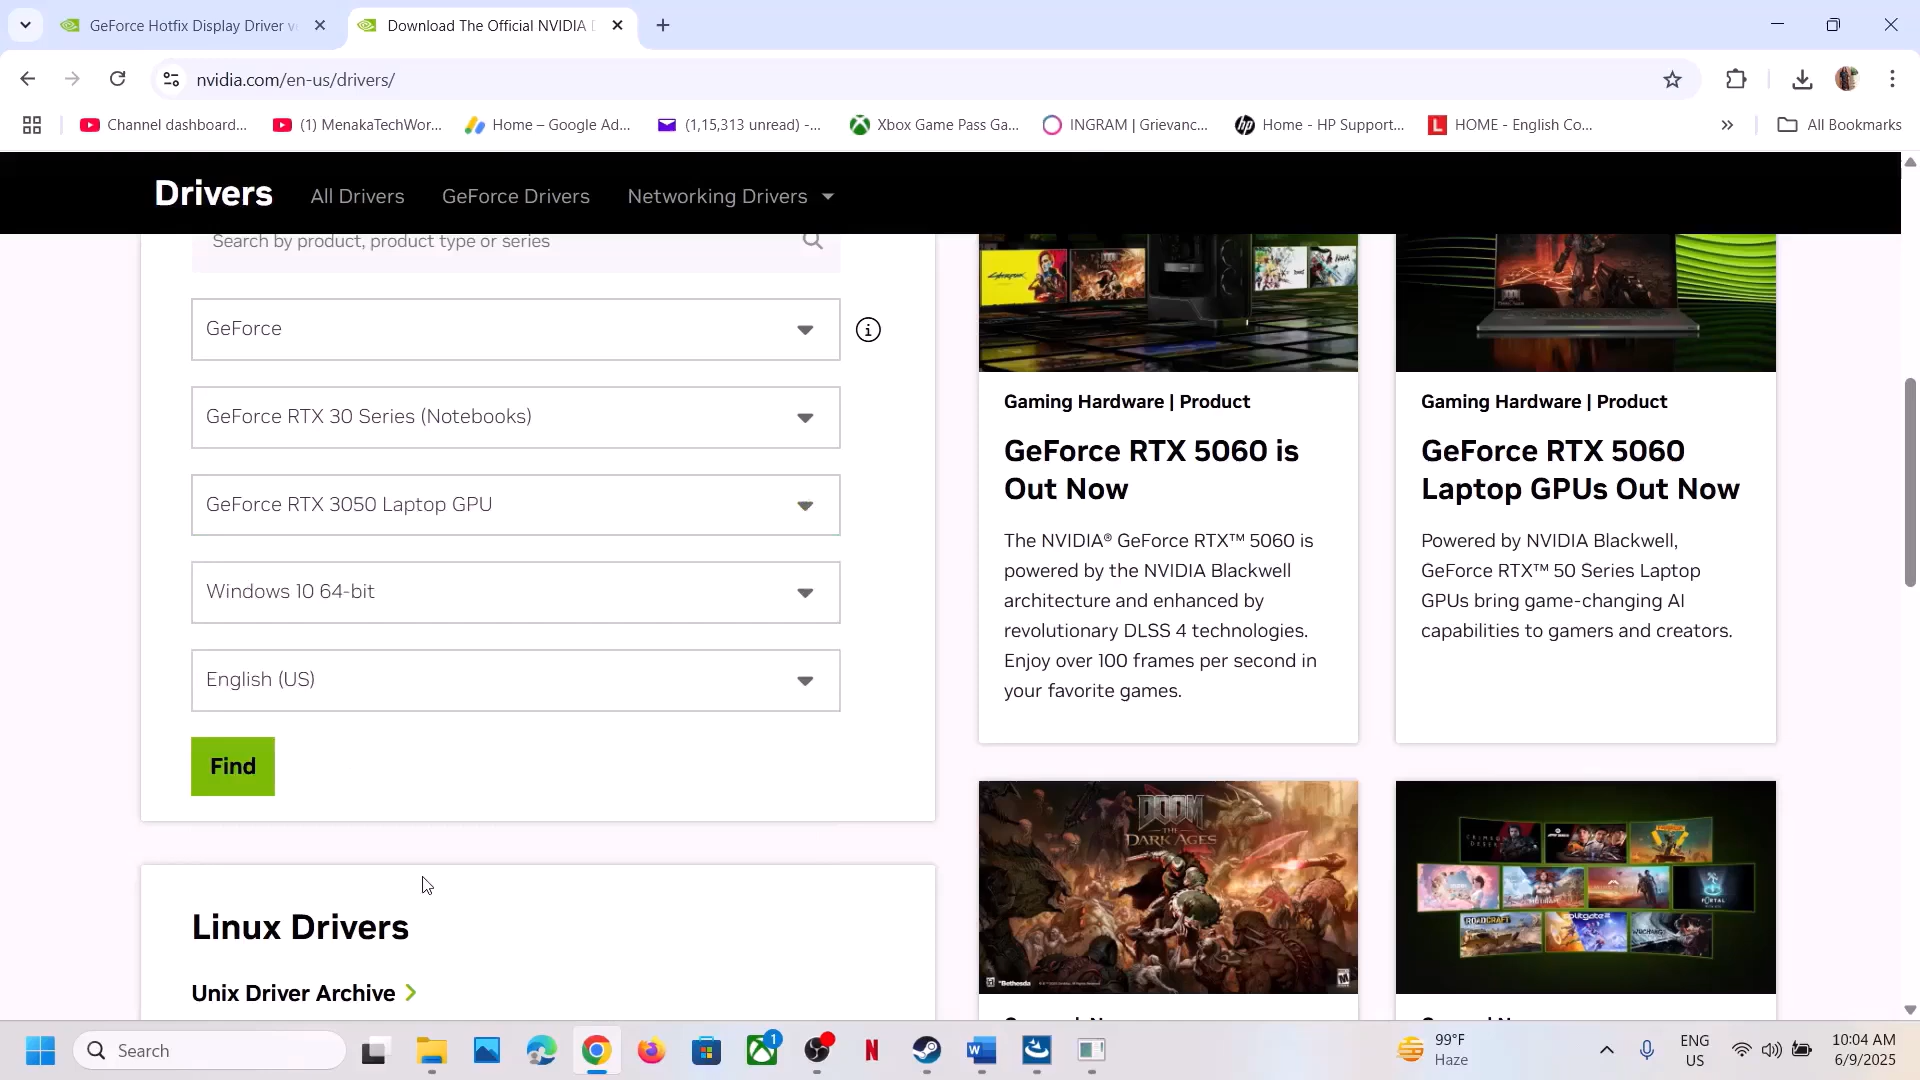 GeForce Hotfix Display Driver v
Download The Official NVIDIA D
nvidia.com/en-us/drivers/
Channel dashboard...
(1) MenakaTechWor...
Home – Google Ad...
(1,15,313 unread) -...
Xbox Game Pass Ga...
INGRAM | Grievanc...
Home - HP Support...
HOME - English Co...
All Bookmarks
Drivers
All Drivers
GeForce Drivers
Networking Drivers
Search by product, product type or series
GeForce
GeForce RTX 30 Series (Notebooks)
GeForce RTX 3050 Laptop GPU
Windows 10 64-bit
English (US)
Find
Linux Drivers
Unix Driver Archive
Gaming Hardware | Product
GeForce RTX 5060 is
Out Now
The NVIDIA® GeForce RTX™ 5060 is
powered by the NVIDIA Blackwell
architecture and enhanced by
revolutionary DLSS 4 technologies.
Enjoy over 100 frames per second in
your favorite games.
Gaming Hardware | Product
GeForce RTX 5060
Laptop GPUs Out Now
Powered by NVIDIA Blackwell,
GeForce RTX™ 50 Series Laptop
GPUs bring game-changing AI
capabilities to gamers and creators.
DOOM
THE
DARK AGES
Bethesda
Search
1
99°F
Haze
ENG
US
10:04 AM
6/9/2025